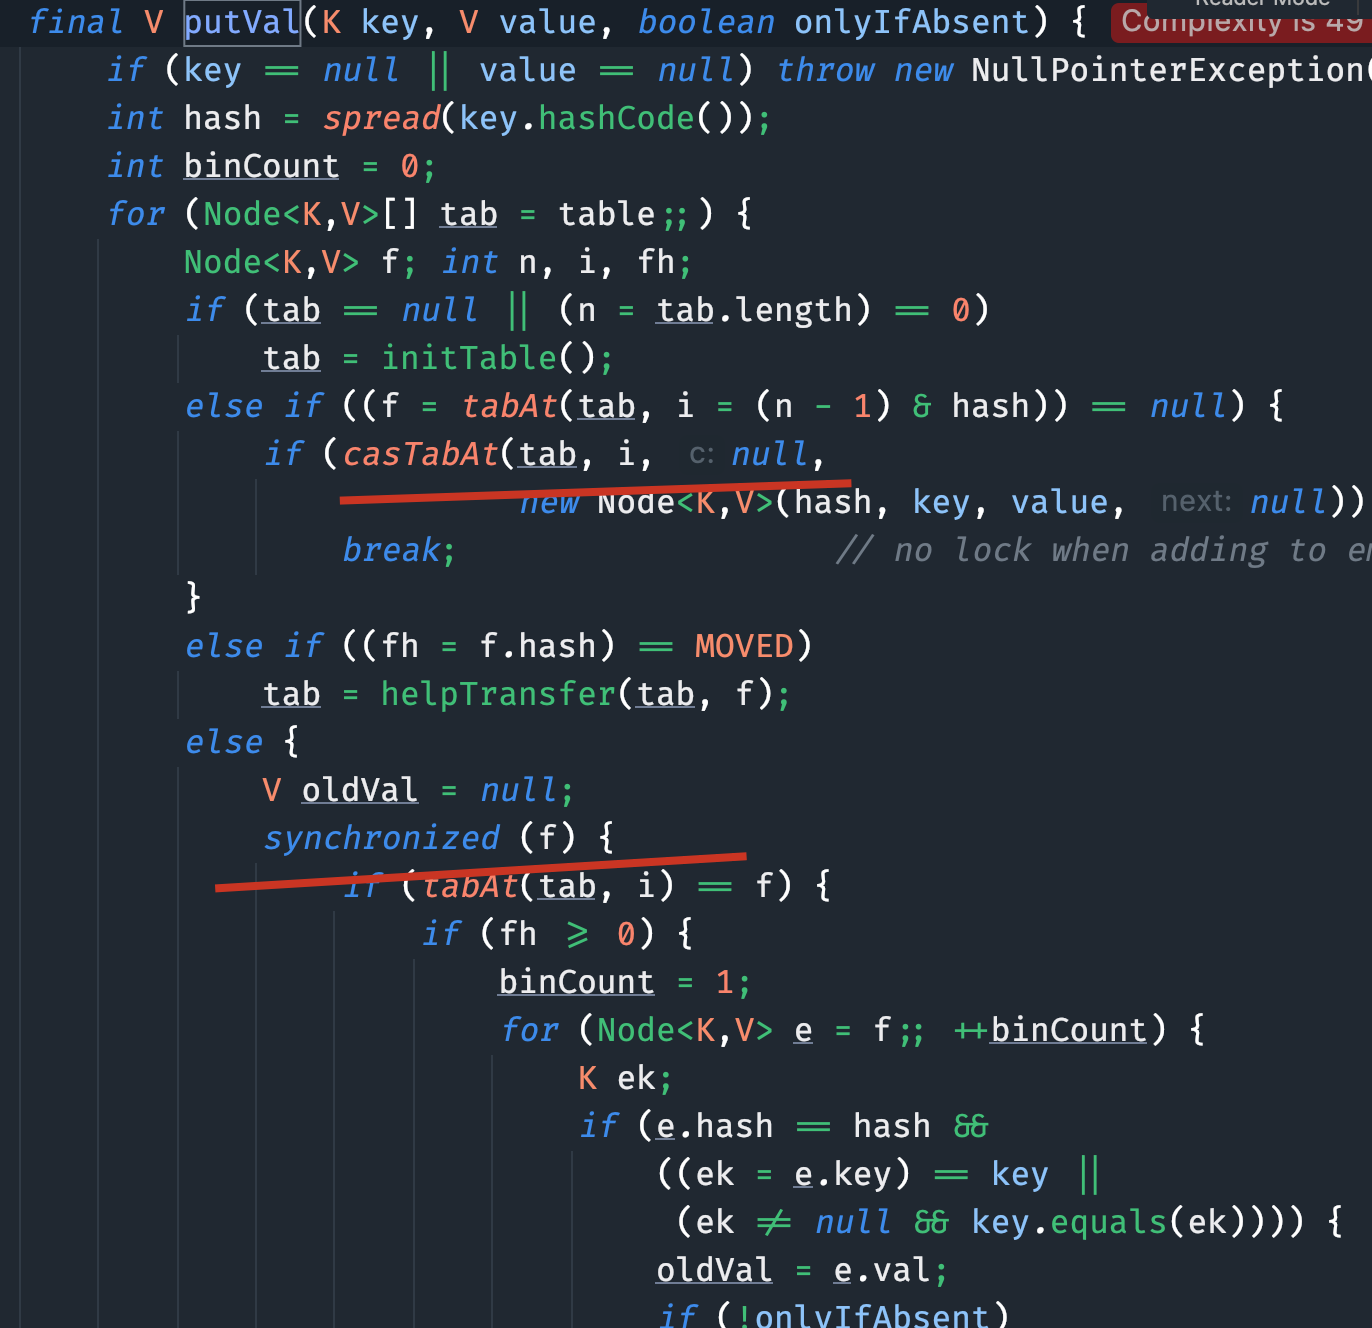 final V putVal(K key, V value, boolean onlyIfAbsent) { Complexity is 49
if (key == null || value == null) throw new NullPointerException(
int hash = spread(key.hashCode());
int binCount = 0;
for (Node<K,V>[] tab = table;;) {
Node<K,V> f; int n, i, fh;
if (tab == null || (n = tab.length) == 0)
tab = initTable();
else if ((f = tabAt(tab, i = (n - 1) & hash)) == null) {
if (casTabAt(tab, i, c: null,
new Node<K,V>(hash, key, value, next: null))
break; // no lock when adding to
}
else if ((fh = f.hash) == MOVED)
tab = helpTransfer(tab, f);
else {
V oldVal = null;
synchronized (f) {
if (tabAt(tab, i) == f) {
if (fh >= 0) {
binCount = 1;
for (Node<K,V> e = f;; ++binCount) {
K ek;
if (e.hash == hash &&
((ek = e.key) == key ||
(ek != null && key.equals(ek)))) {
oldVal = e.val;
if (!onlyIfAbsent)